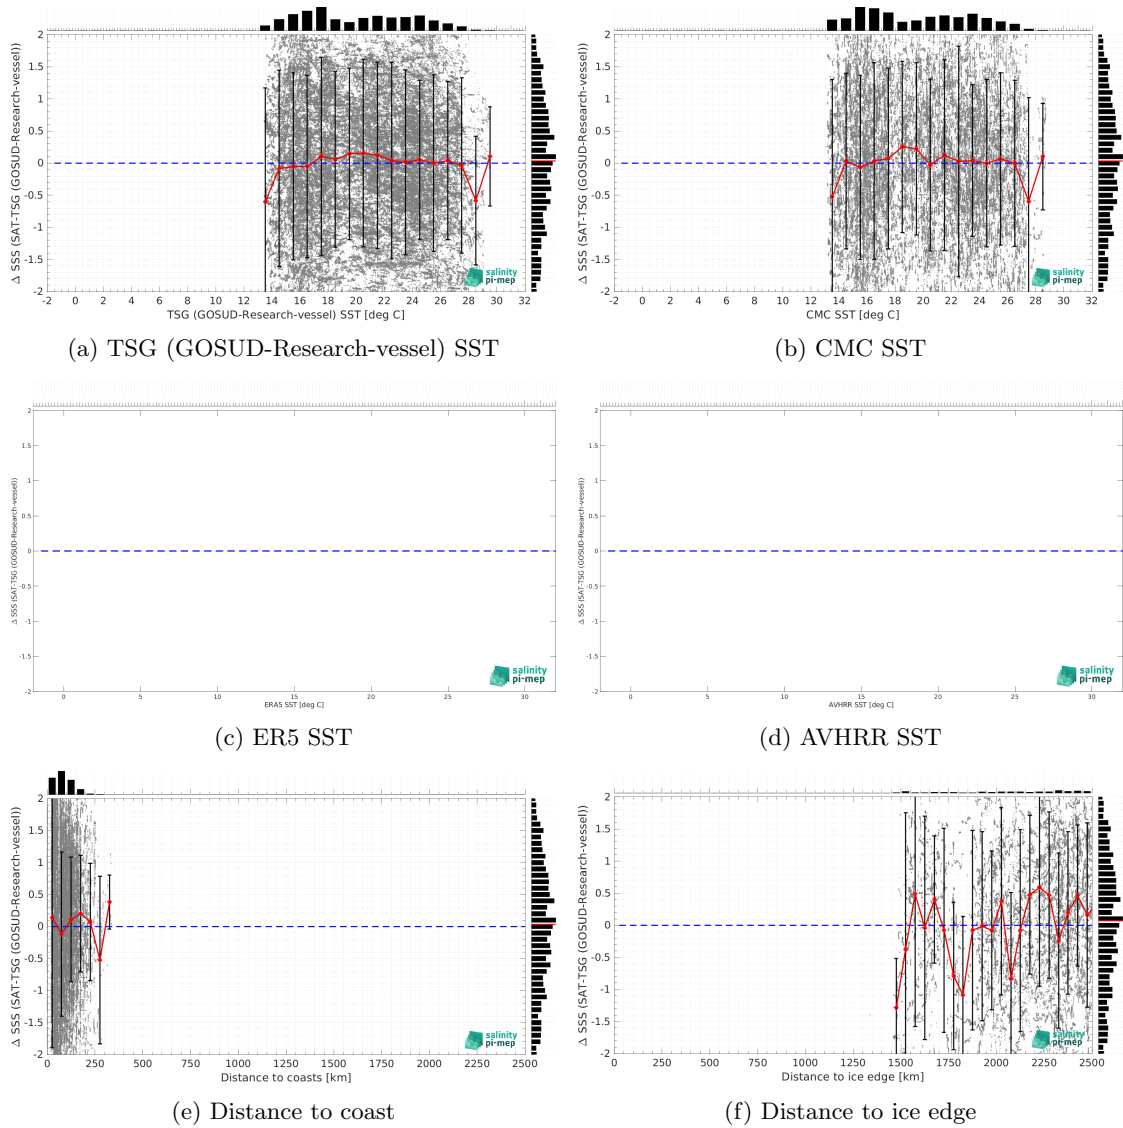 2
1.5
1
0.5
0
-0.5
-1
-1.5
-2
Δ SSS (SAT-TSG (GOSUD-Research-vessel))
-2 0 2 4 6 8 10 12 14 16 18 20 22 24 26 28 30 32
TSG (GOSUD-Research-vessel) SST [deg C]
salinity
pi-mep
(a) TSG (GOSUD-Research-vessel) SST
2
1.5
1
0.5
0
-0.5
-1
-1.5
-2
Δ SSS (SAT-TSG (GOSUD-Research-vessel))
-2 0 2 4 6 8 10 12 14 16 18 20 22 24 26 28 30 32
CMC SST [deg C]
salinity
pi-mep
(b) CMC SST
2
1.5
1
0.5
0
-0.5
-1
-1.5
-2
Δ SSS (SAT-TSG (GOSUD-Research-vessel))
0 5 10 15 20 25 30
ERA5 SST [deg C]
salinity
pi-mep
(c) ER5 SST
2
1.5
1
0.5
0
-0.5
-1
-1.5
-2
Δ SSS (SAT-TSG (GOSUD-Research-vessel))
0 5 10 15 20 25 30
AVHRR SST [deg C]
salinity
pi-mep
(d) AVHRR SST
2
1.5
1
0.5
0
-0.5
-1
-1.5
-2
Δ SSS (SAT-TSG (GOSUD-Research-vessel))
0 250 500 750 1000 1250 1500 1750 2000 2250 2500
Distance to coasts [km]
salinity
pi-mep
(e) Distance to coast
2
1.5
1
0.5
0
-0.5
-1
-1.5
-2
Δ SSS (SAT-TSG (GOSUD-Research-vessel))
0 250 500 750 1000 1250 1500 1750 2000 2250 2500
Distance to ice edge [km]
salinity
pi-mep
(f) Distance to ice edge